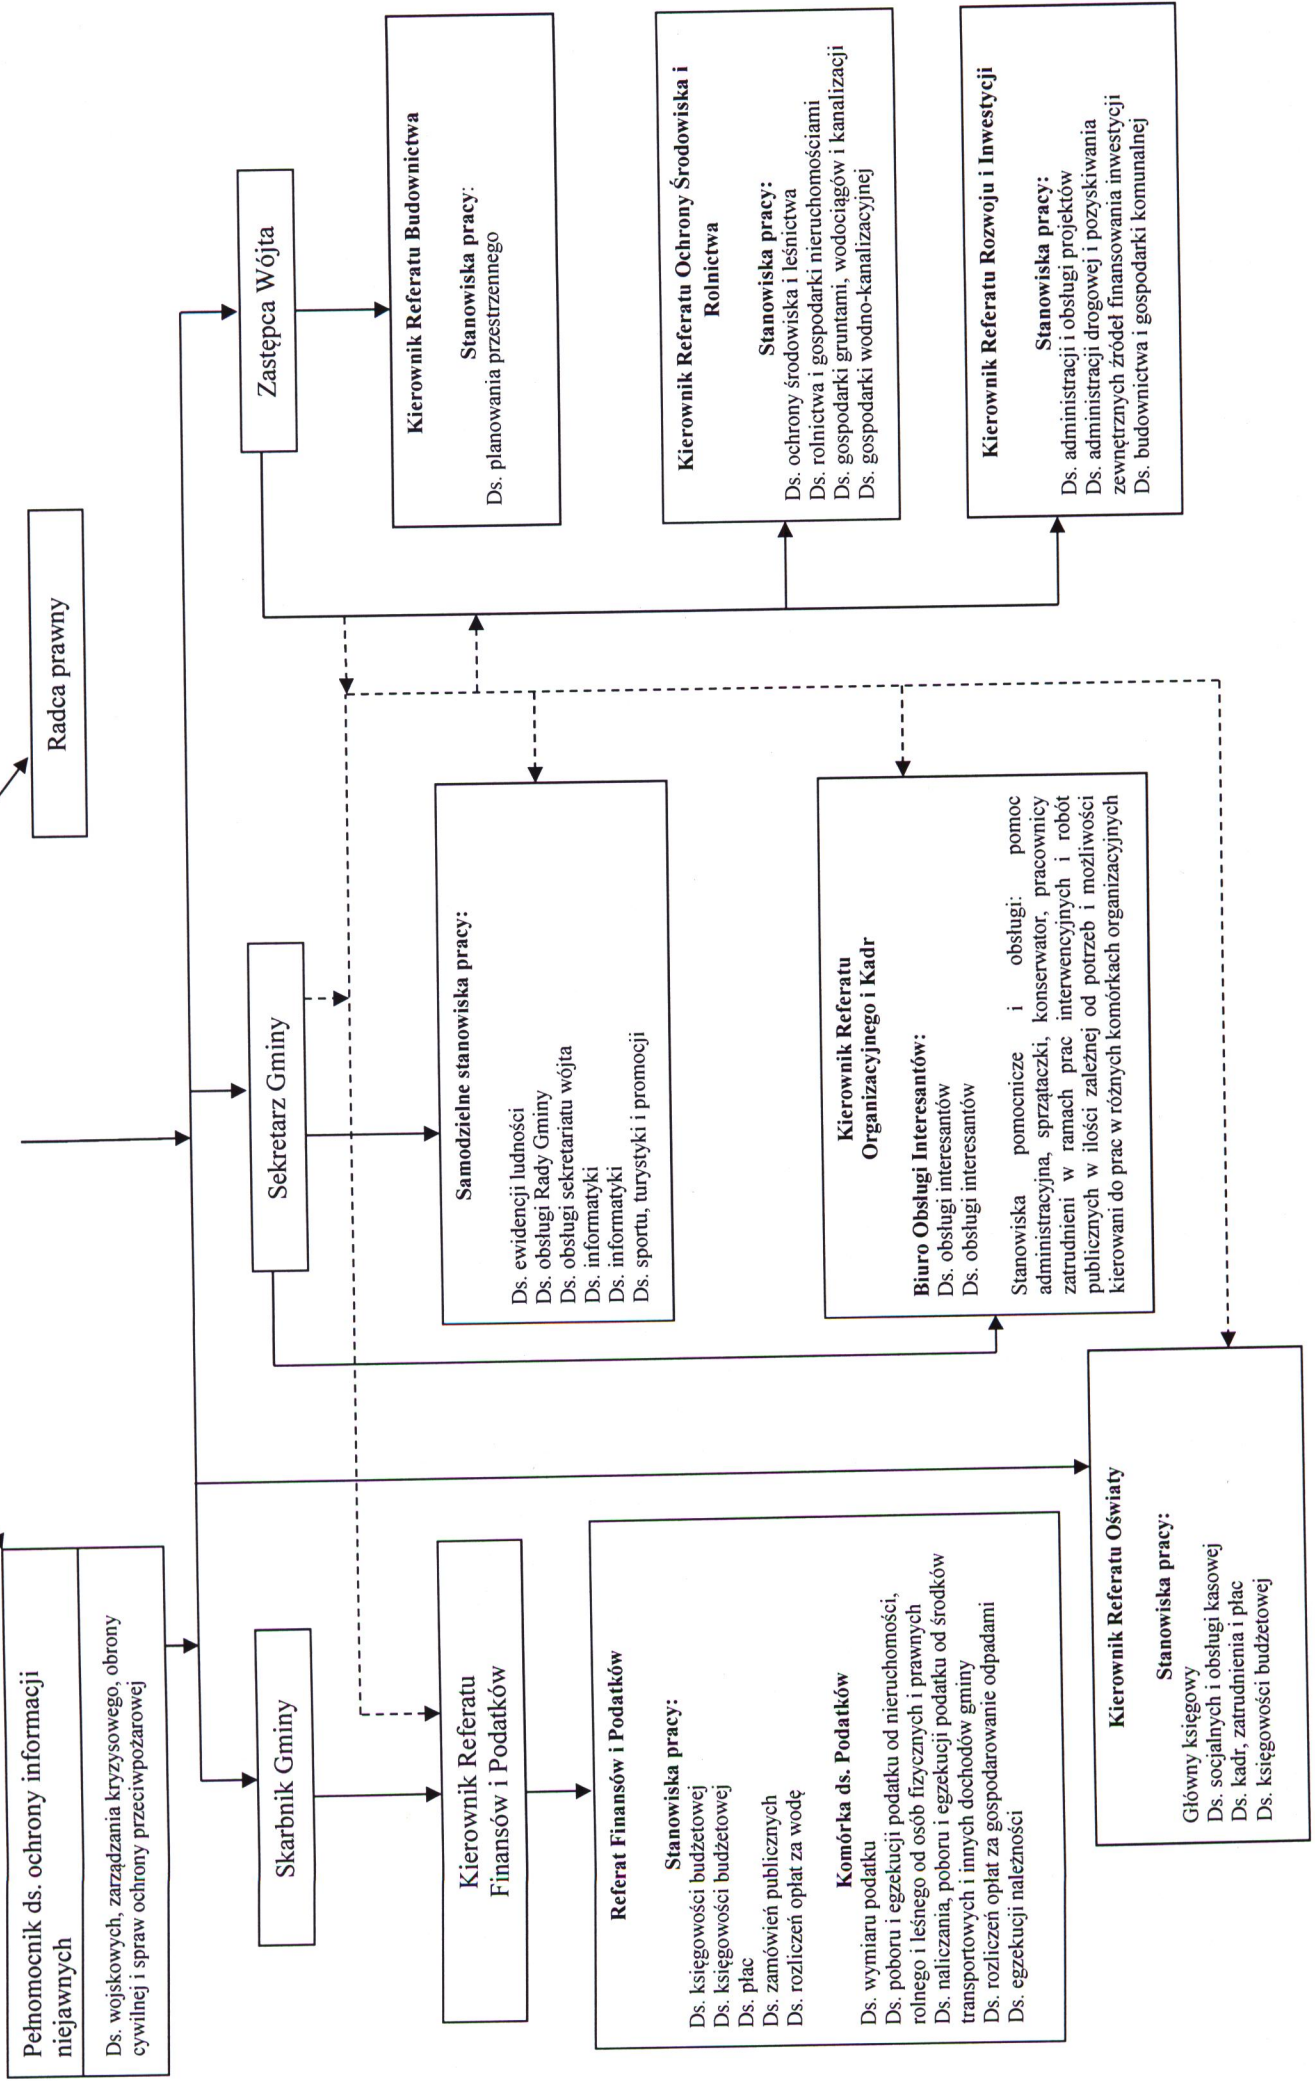 Pełnomocnik ds. ochrony informacji
niejawnych
Ds. wojskowych, zarządzania kryzysowego, obrony
cywilnej i spraw ochrony przeciwpożarowej
Radca prawny
Skarbnik Gminy
Sekretarz Gminy
Zastępca Wójta
Kierownik Referatu
Finansów i Podatków
Referat Finansów i Podatków
Stanowiska pracy:
Ds. księgowości budżetowej
Ds. księgowości budżetowej
Ds. płac
Ds. zamówień publicznych
Ds. rozliczeń opłat za wodę
Komórka ds. Podatków
Ds. wymiaru podatku
Ds. poboru i egzekucji podatku od nieruchomości,
rolnego i leśnego od osób fizycznych i prawnych
Ds. naliczania, poboru i egzekucji podatku od środków
transportowych i innych dochodów gminy
Ds. rozliczeń opłat za gospodarowanie odpadami
Ds. egzekucji należności
Kierownik Referatu Oświaty
Stanowiska pracy:
Główny księgowy
Ds. socjalnych i obsługi kasowej
Ds. kadr, zatrudnienia i płac
Ds. księgowości budżetowej
Samodzielne stanowiska pracy:
Ds. ewidencji ludności
Ds. obsługi Rady Gminy
Ds. obsługi sekretariatu wójta
Ds. informatyki
Ds. informatyki
Ds. sportu, turystyki i promocji
Kierownik Referatu
Organizacyjnego i Kadr
Biuro Obsługi Interesantów:
Ds. obsługi interesantów
Ds. obsługi interesantów
Stanowiska pomocnicze i obsługi: pomoc
administracyjna, sprzątaczki, konserwator, pracownicy
zatrudnieni w ramach prac interwencyjnych i robót
publicznych w ilości zależnej od potrzeb i możliwości
kierowani do prac w różnych komórkach organizacyjnych
Kierownik Referatu Budownictwa
Stanowiska pracy:
Ds. planowania przestrzennego
Kierownik Referatu Ochrony Środowiska i
Rolnictwa
Stanowiska pracy:
Ds. ochrony środowiska i leśnictwa
Ds. rolnictwa i gospodarki nieruchomościami
Ds. gospodarki gruntami, wodociągów i kanalizacji
Ds. gospodarki wodno-kanalizacyjnej
Kierownik Referatu Rozwoju i Inwestycji
Stanowiska pracy:
Ds. administracji i obsługi projektów
Ds. administracji drogowej i pozyskiwania
zewnętrznych źródeł finansowania inwestycji
Ds. budownictwa i gospodarki komunalnej